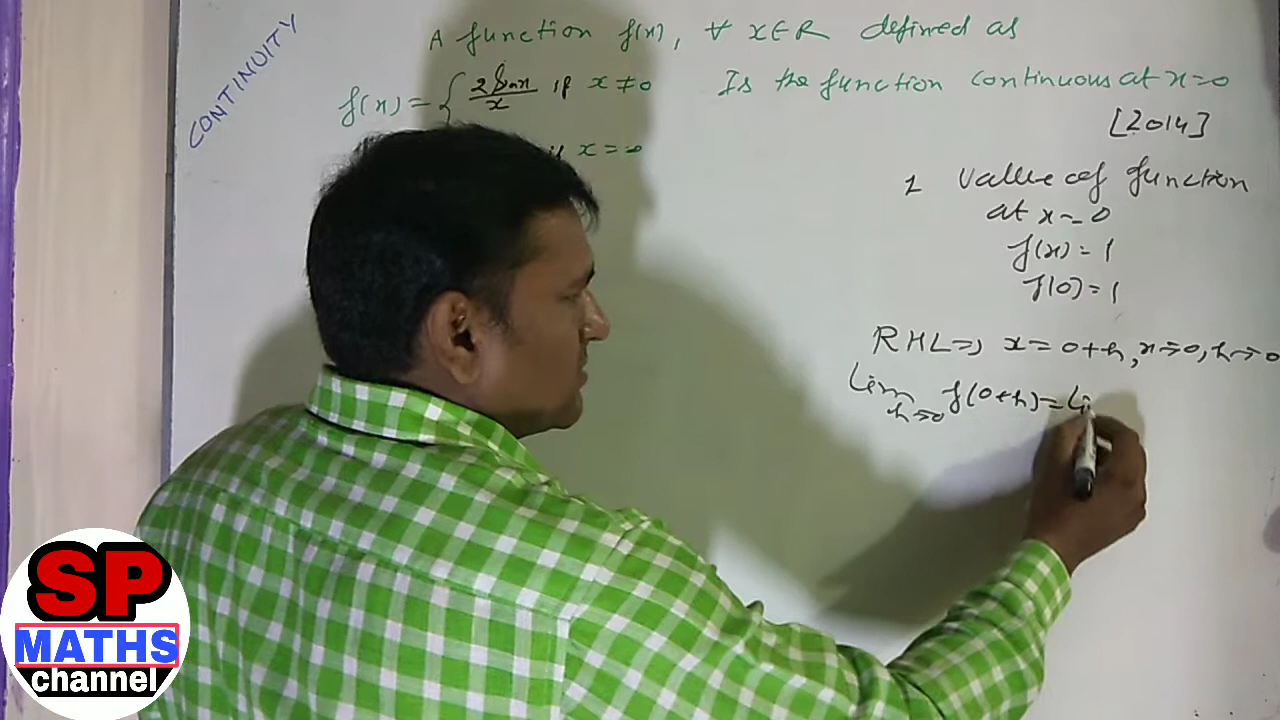 CONTINUITY
A function f(x), ∀ x∈R defined as
f(x) = { 2 Sinx / x if x ≠ 0
if x = 0
Is the function continuous at x=0
[2014]
1 Value of function
at x = 0
f(x) = 1
f(0) = 1
RHL => x = 0+h, x→0, h→0
Lim h→0 f(0+h) = Li
SP
MATHS
channel